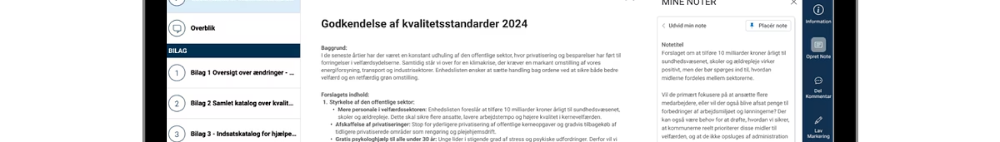 Overblik
BILAG
1 Bilag 1 Oversigt over ændringer - ...
2 Bilag 2 Samlet katalog over kvalit...
3 Bilag 3 - Indsatskatalog for hjælpe...
Godkendelse af kvalitetsstandarder 2024
Baggrund:
I de seneste årtier har der været en konstant udhuling af den offentlige sektor, hvor privatisering og besparelser har ført til
forringelser i velfærdsydelserne. Samtidig står vi over for en klimakrise, der kræver en markant omstilling af vores
energiforsyning, transport og industrisektorer. Enhedslisten ønsker at sætte handling bag ordene ved at sikre både bedre
velfærd og en retfærdig grøn omstilling.
Forslagets indhold:
1. Styrkelse af den offentlige sektor:
• Mere personale i velfærdssektoren: Enhedslisten foreslår at tilføre 10 milliarder kroner årligt til sundhedsvæsenet,
skoler og ældrepleje. Dette skal sikre flere ansatte, lavere arbejdstempo og højere kvalitet i kernevelfærden.
• Afskaffelse af privatiseringer: Stop for yderligere privatisering af offentlige kerneopgaver og gradvis tilbagekøb af
tidligere privatiserede områder som rengøring og plejehjemsdrift.
• Gratis psykologhjælp til alle under 30 år: Unge lider i stigende grad af stress og psykiske udfordringer. Derfor vil vi
MINE NOTER
Udvid min note
Placér note
Notetitel
Forslaget om at tilføre 10 milliarder kroner årligt til
sundhedsvæsenet, skoler og ældrepleje virker
positivt, men der bør spørges ind til, hvordan
midlerne fordeles mellem sektorerne.
Vil de primært fokusere på at ansætte flere
medarbejdere, eller vil der også blive afsat penge til
forbedringer af arbejdsmiljøet og lønningerne? Der
kan også være behov for at drøfte, hvordan vi sikrer,
at kommunerne reelt prioriterer disse midler til
velfærden, og at de ikke opsluges af administration
Information
Opret Note
Del
Kommentar
Lav
Markering